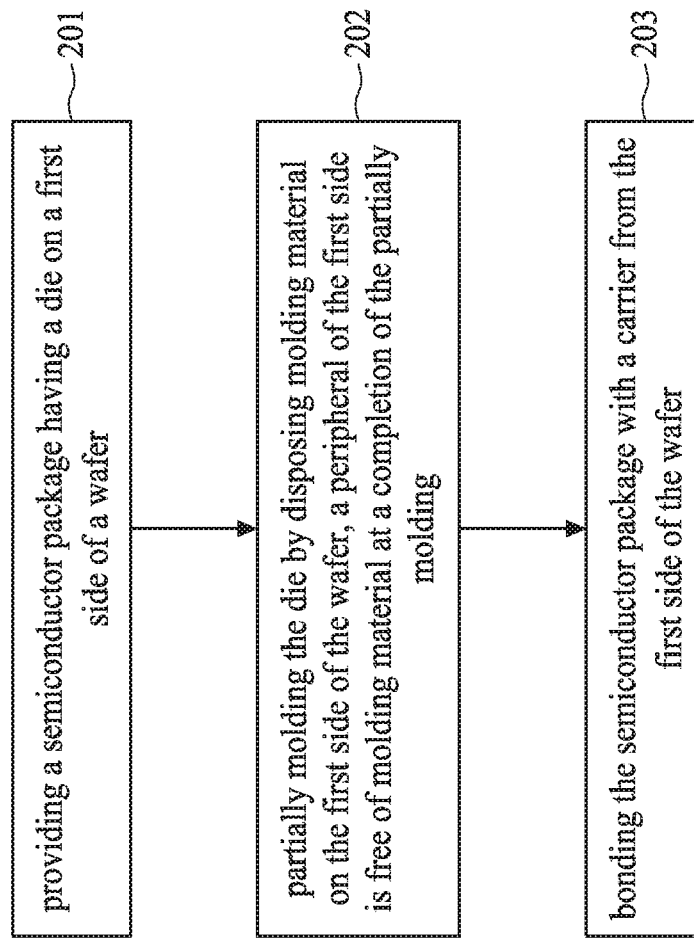 providing a semiconductor package having a die on a first
side of a wafer
201
partially molding the die by disposing molding material
on the first side of the wafer, a peripheral of the first side
is free of molding material at a completion of the partially
molding
202
bonding the semiconductor package with a carrier from the
first side of the wafer
203